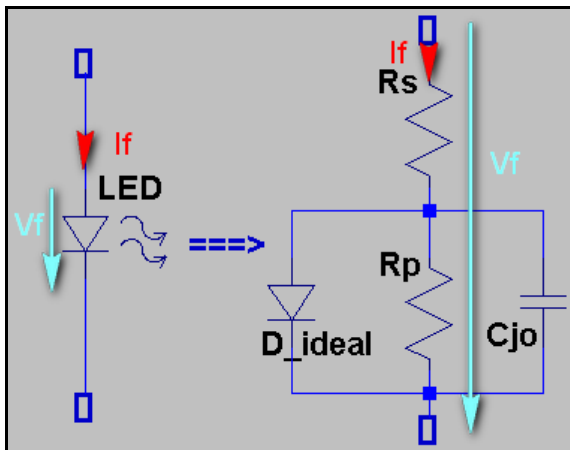 If
LED
Vf
===>
If
Rs
Vf
Rp
D_ideal
Cjo